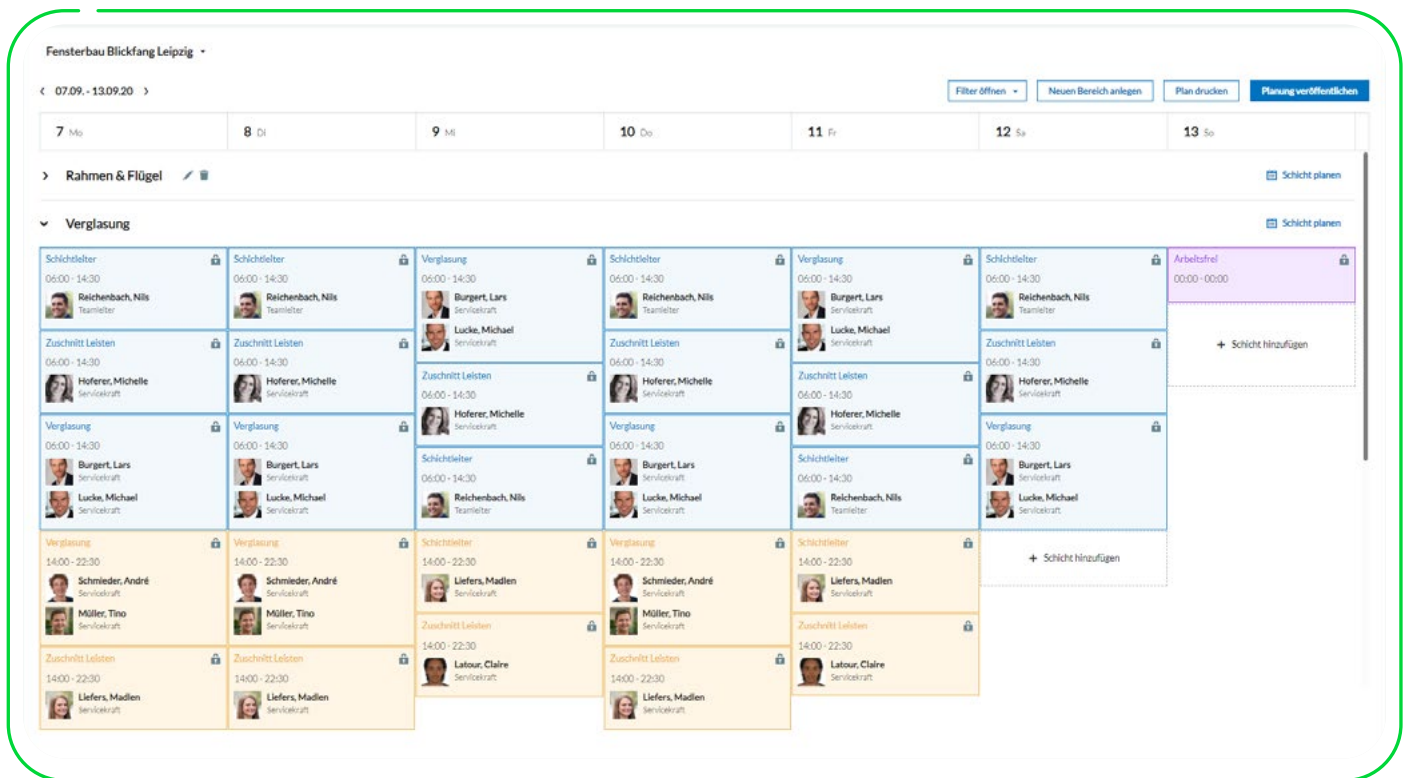 Fensterbau Blickfang Leipzig
07.09. - 13.09.20
Filter öffnen
Neuen Bereich anlegen
Plan drucken
Planung veröffentlichen
7 Mo
8 Di
9 Mi
10 Do
11 Fr
12 Sa
13 So
Rahmen & Flügel
Schicht planen
Verglasung
Schicht planen
Schichtleiter
06:00 - 14:30
Reichenbach, Nils
Teamleiter
Zuschnitt Leisten
06:00 - 14:30
Hoferer, Michelle
Servicekraft
Verglasung
06:00 - 14:30
Burgert, Lars
Servicekraft
Lucke, Michael
Servicekraft
Verglasung
14:00 - 22:30
Schmieder, André
Servicekraft
Müller, Tino
Servicekraft
Zuschnitt Leisten
14:00 - 22:30
Liefers, Madlen
Servicekraft
Schichtleiter
06:00 - 14:30
Reichenbach, Nils
Teamleiter
Zuschnitt Leisten
06:00 - 14:30
Hoferer, Michelle
Servicekraft
Verglasung
06:00 - 14:30
Burgert, Lars
Servicekraft
Lucke, Michael
Servicekraft
Verglasung
14:00 - 22:30
Schmieder, André
Servicekraft
Müller, Tino
Servicekraft
Zuschnitt Leisten
14:00 - 22:30
Liefers, Madlen
Servicekraft
Verglasung
06:00 - 14:30
Burgert, Lars
Servicekraft
Lucke, Michael
Servicekraft
Zuschnitt Leisten
06:00 - 14:30
Hoferer, Michelle
Servicekraft
Schichtleiter
06:00 - 14:30
Reichenbach, Nils
Teamleiter
Schichtleiter
14:00 - 22:30
Liefers, Madlen
Servicekraft
Zuschnitt Leisten
14:00 - 22:30
Latour, Claire
Servicekraft
Schichtleiter
06:00 - 14:30
Reichenbach, Nils
Teamleiter
Zuschnitt Leisten
06:00 - 14:30
Hoferer, Michelle
Servicekraft
Verglasung
06:00 - 14:30
Burgert, Lars
Servicekraft
Lucke, Michael
Servicekraft
Verglasung
14:00 - 22:30
Schmieder, André
Servicekraft
Müller, Tino
Servicekraft
Zuschnitt Leisten
14:00 - 22:30
Liefers, Madlen
Servicekraft
Verglasung
06:00 - 14:30
Burgert, Lars
Servicekraft
Lucke, Michael
Servicekraft
Zuschnitt Leisten
06:00 - 14:30
Hoferer, Michelle
Servicekraft
Schichtleiter
06:00 - 14:30
Reichenbach, Nils
Teamleiter
Schichtleiter
14:00 - 22:30
Liefers, Madlen
Servicekraft
Zuschnitt Leisten
14:00 - 22:30
Latour, Claire
Servicekraft
Schichtleiter
06:00 - 14:30
Reichenbach, Nils
Teamleiter
Zuschnitt Leisten
06:00 - 14:30
Hoferer, Michelle
Servicekraft
Verglasung
06:00 - 14:30
Burgert, Lars
Servicekraft
Lucke, Michael
Servicekraft
+ Schicht hinzufügen
Arbeitsfrei
00:00 - 00:00
+ Schicht hinzufügen